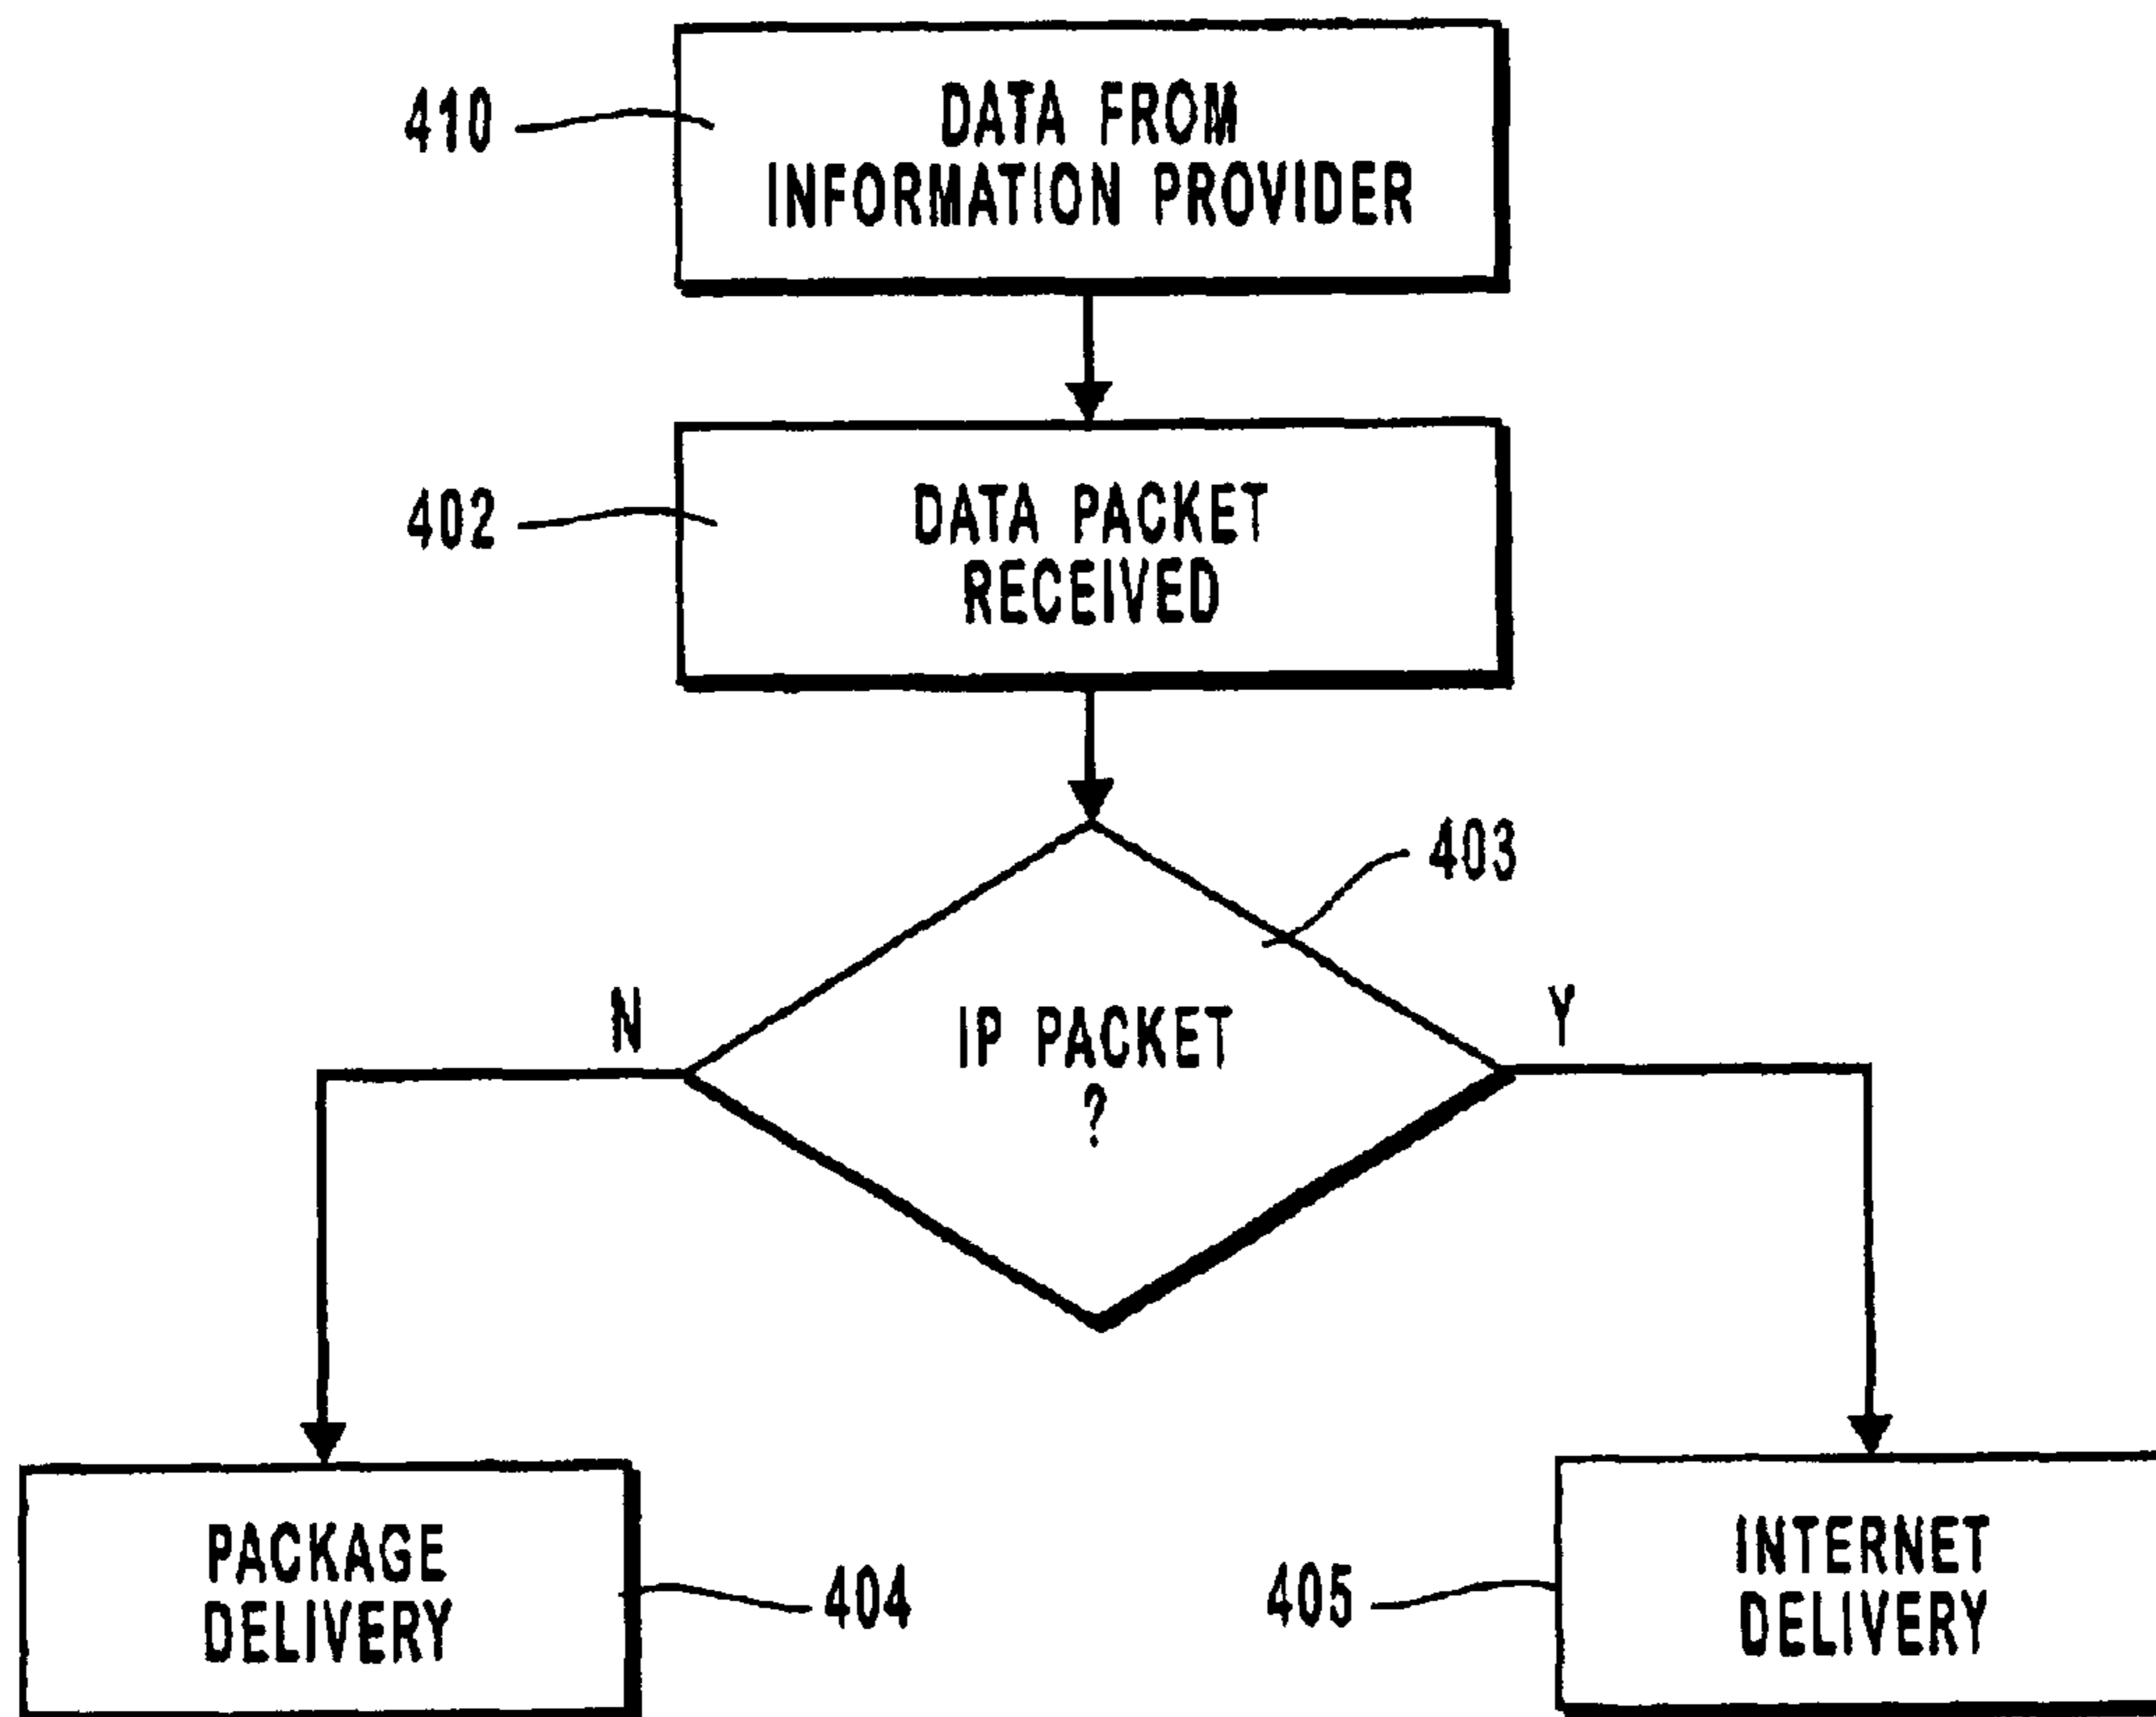 410
DATA FROM
INFORMATION PROVIDER
402
DATA PACKET
RECEIVED
403
N
IP PACKET
?
Y
PACKAGE
DELIVERY
404
405
INTERNET
DELIVERY